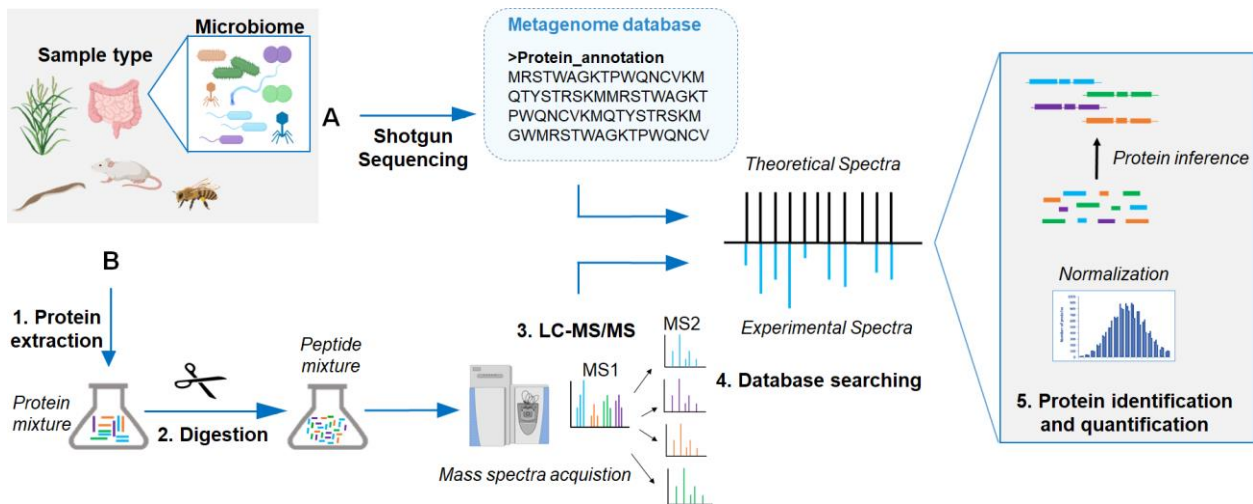 Sample type
Microbiome
A
Shotgun
Sequencing
Metagenome database
>Protein_annotation
MRSTWAGKTPWQNCVKM
QTYSTRSKMMRSTWAGKT
PWQNCVKMQTYSTRSKM
GWMRSTWAGKTPWQNCV
Theoretical Spectra
Experimental Spectra
B
1. Protein
extraction
Protein
mixture
2. Digestion
Peptide
mixture
3. LC-MS/MS
MS1
MS2
Mass spectra acquistion
4. Database searching
Protein inference
Normalization
5. Protein identification
and quantification